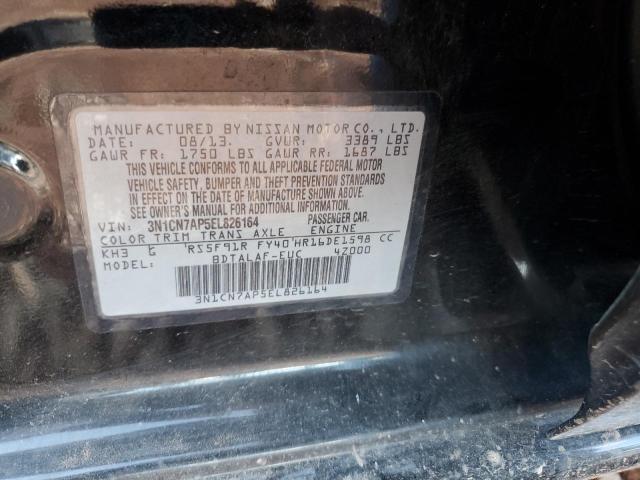 MANUFACTURED BY NISSAN MOTOR CO., LTD.
DATE: 08/13. GVWR: 3389 LBS
GAWR FR: 1750 LBS GAWR RR: 1687 LBS
THIS VEHICLE CONFORMS TO ALL APPLICABLE FEDERAL MOTOR
VEHICLE SAFETY, BUMPER AND THEFT PREVENTION STANDARDS
IN EFFECT ON THE DATE OF MANUFACTURE SHOWN ABOVE.
SEE OWNER'S MANUAL FOR ADDITIONAL INFORMATION.
VIN: 3N1CN7AP5EL826164 PASSENGER CAR.
COLOR TRIM TRANS AXLE ENGINE
KH3 G RS5F91R FY40 HR16DE1598 CC
MODEL: BDTALAF-EUC 4Z000
3N1CN7AP5EL826164